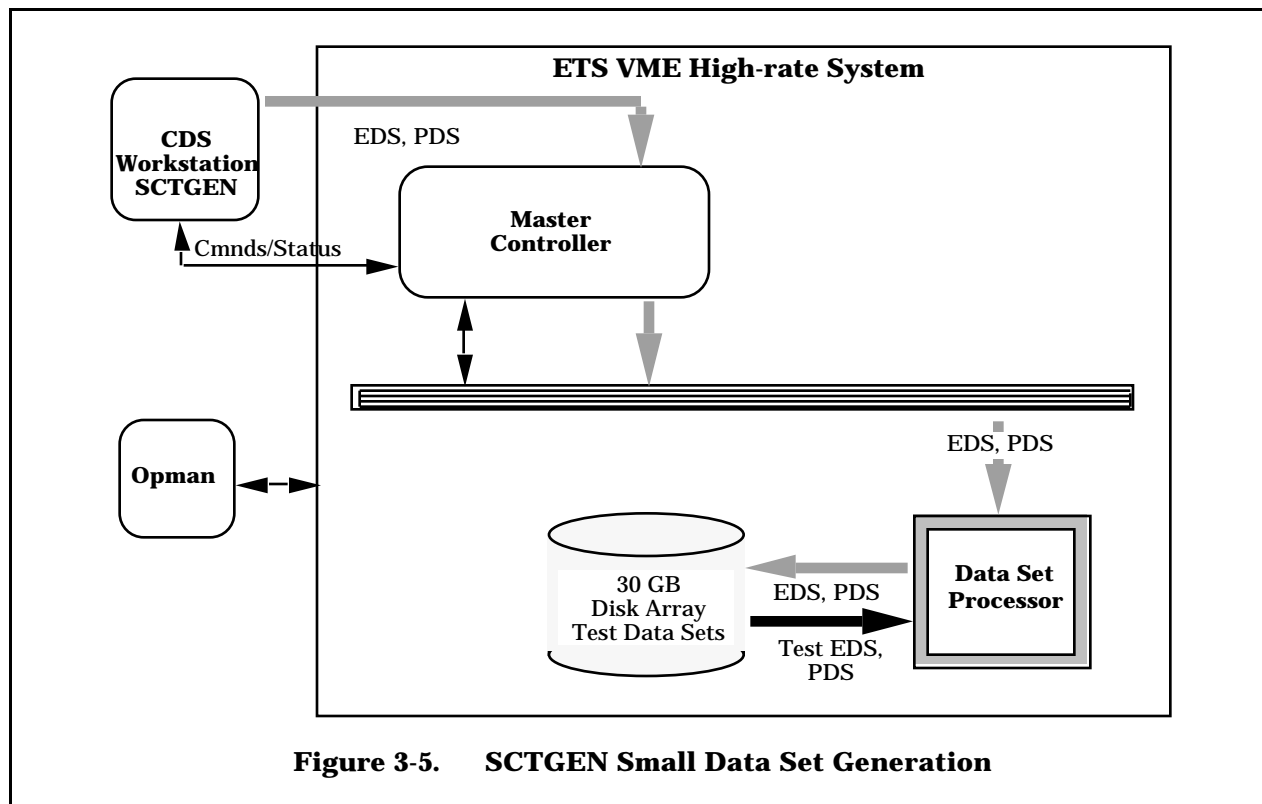 ETS VME High-rate System
CDS
Workstation
SCTGEN
EDS, PDS
Master
Controller
Cmnds/Status
EDS, PDS
Opman
30 GB
Disk Array
Test Data Sets
EDS, PDS
Test EDS,
PDS
Data Set
Processor
Figure 3-5. SCTGEN Small Data Set Generation